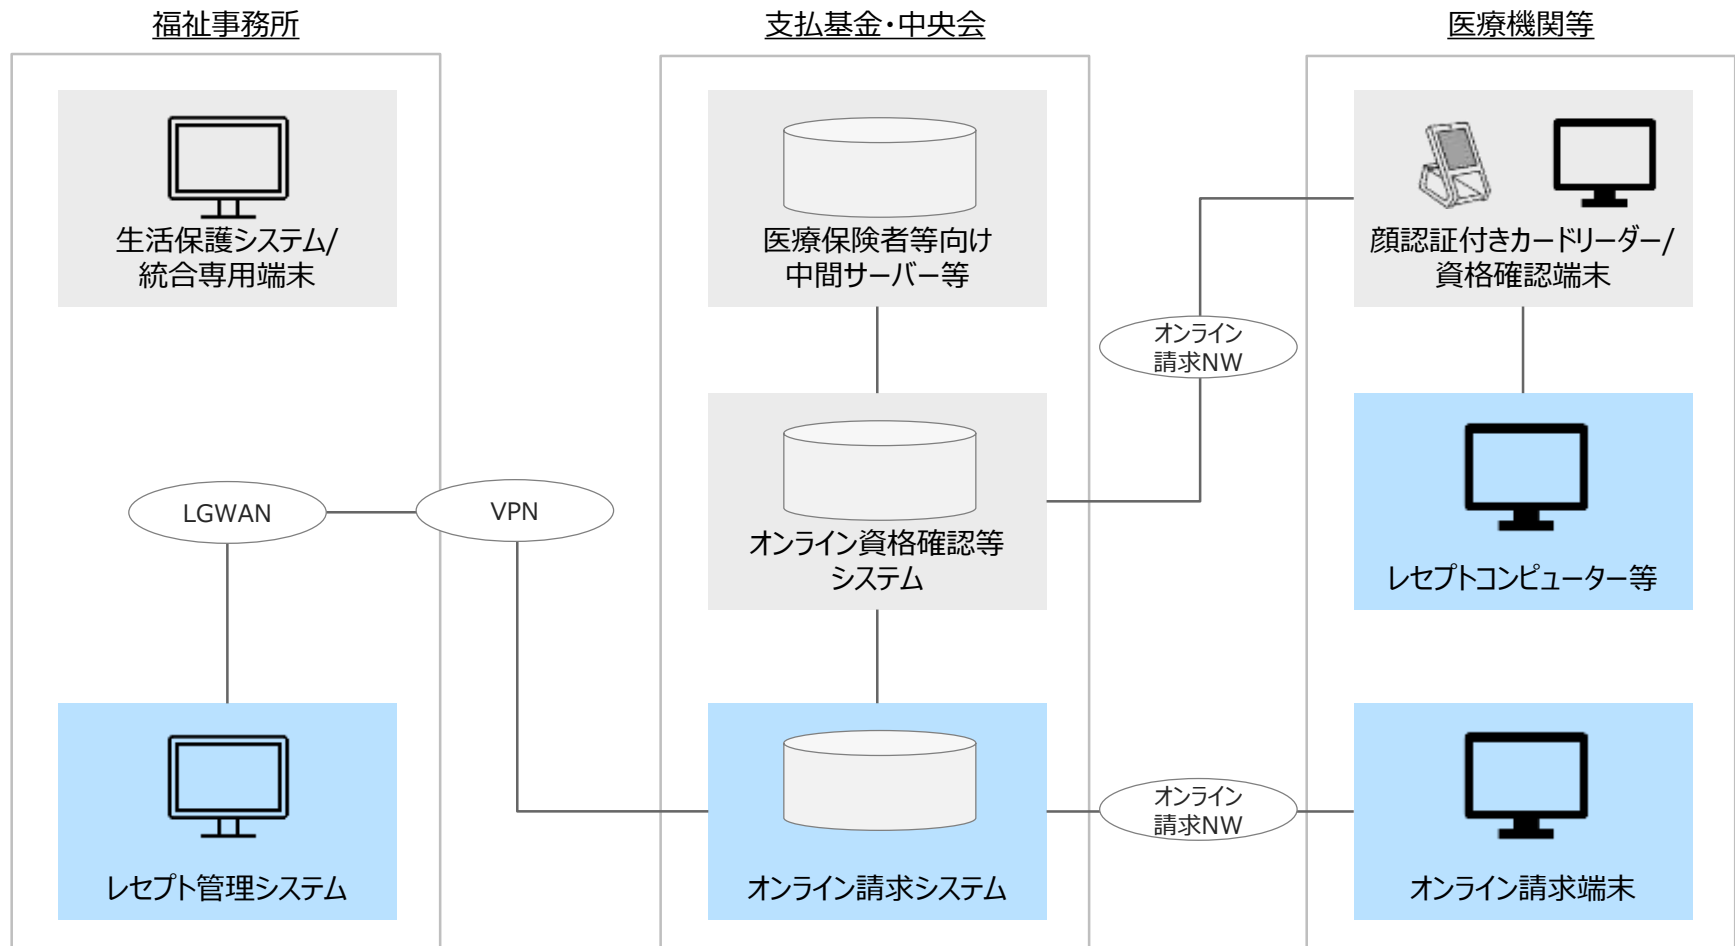 福祉事務所
支払基金・中央会
医療機関等
生活保護システム/
統合専用端末
医療保険者等向け
中間サーバー等
顔認証付きカードリーダー/
資格確認端末
オンライン
請求NW
LGWAN
VPN
オンライン資格確認等
システム
レセプトコンピューター等
レセプト管理システム
オンライン請求システム
オンライン
請求NW
オンライン請求端末